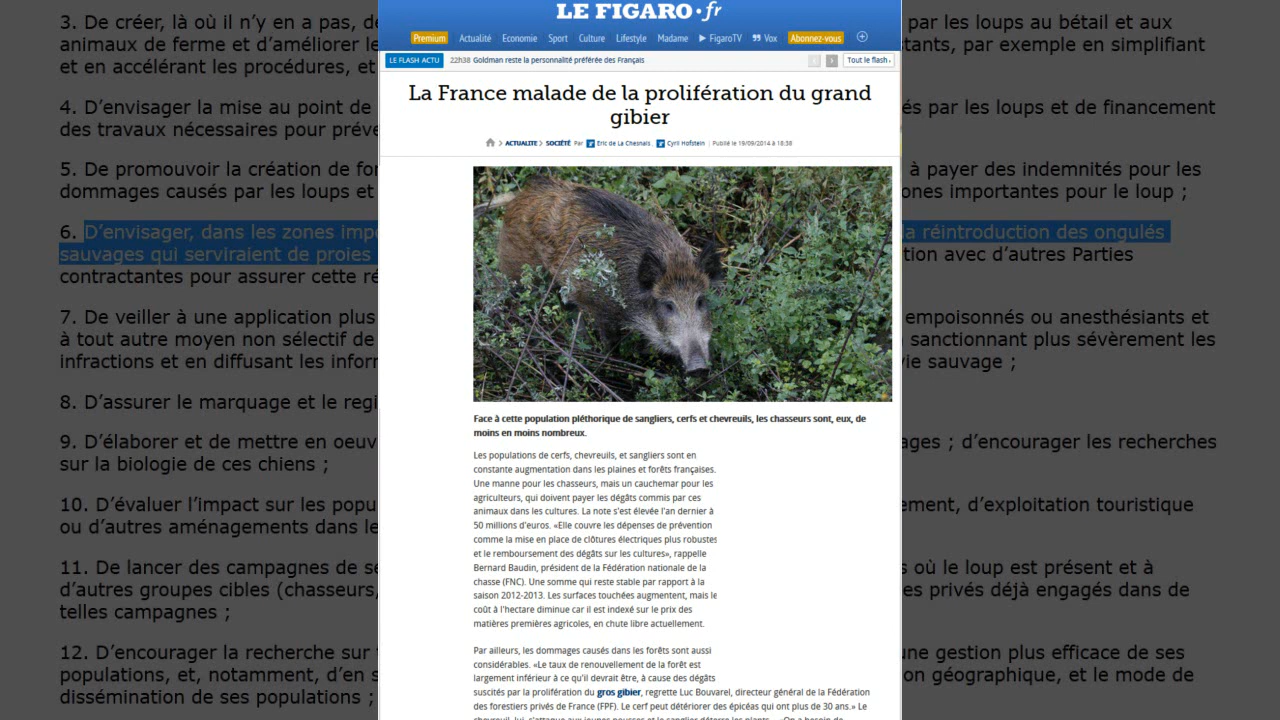 3. De créer, là où il n'y en a pas, de
animaux de ferme et d'améliorer le
et en accélérant les procédures, et
4. D'envisager la mise au point de
des travaux nécessaires pour préve
5. De promouvoir la création de fon
dommages causés par les loups et
6. D'envisager, dans les zones impo
sauvages qui serviraient de proies
contractantes pour assurer cette ré
7. De veiller à une application plus
à tout autre moyen non sélectif de
infractions et en diffusant les infor
8. D'assurer la marquage et le regi
9. D'élaborer et de mettre en oeuv
sur la biologie de ces chiens ;
10. D'évaluer l'impact sur les popu
ou d'autres aménagements dans le
11. De lancer des campagnes de se
d'autres groupes cibles (chasseurs,
telles campagnes ;
12. D'encourager la recherche sur
populations, et, notamment, d'en s
dissémination de ses populations ;
LE FIGARO·fr
Premium Actualité Economie Sport Culture Lifestyle Madame FigaroTV Vox Abonnez-vous
LE FLASH ACTU 22h38 Goldman reste la personnalité préférée des Français Tout le flash ›
La France malade de la prolifération du grand
gibier
ACTUALITE SOCIÉTÉ Par Eric de La Chesnais, Cyril Hofstein | Publié le 19/09/2014 à 18:38
Face à cette population pléthorique de sangliers, cerfs et chevreuils, les chasseurs sont, eux, de
moins en moins nombreux.
Les populations de cerfs, chevreuils, et sangliers sont en
constante augmentation dans les plaines et forêts françaises.
Une manne pour les chasseurs, mais un cauchemar pour les
agriculteurs, qui doivent payer les dégâts commis par ces
animaux dans les cultures. La note s'est élevée l'an dernier à
50 millions d'euros. «Elle couvre les dépenses de prévention
comme la mise en place de clôtures électriques plus robustes
et le remboursement des dégâts sur les cultures», rappelle
Bernard Baudin, président de la Fédération nationale de la
chasse (FNC). Une somme qui reste stable par rapport à la
saison 2012-2013. Les surfaces touchées augmentent, mais le
coût à l'hectare diminue car il est indexé sur le prix des
matières premières agricoles, en chute libre actuellement.
Par ailleurs, les dommages causés dans les forêts sont aussi
considérables. «Le taux de renouvellement de la forêt est
largement inférieur à ce qu'il devrait être, à cause des dégâts
suscités par la prolifération du gros gibier, regrette Luc Bouvarel, directeur général de la Fédération
des forestiers privés de France (FPF). Le cerf peut détériorer des épicéas qui ont plus de 30 ans.» Le
chevreuil, lui, s'attaque aux jeunes pousses et le sanglier déterre les plants. «On a besoin de
par les loups au bétail et aux
tants, par exemple en simplifiant
és par les loups et de financement
à payer des indemnités pour les
ones importantes pour le loup ;
la réintroduction des ongulés
tion avec d'autres Parties
empoisonnés ou anesthésiants et
sanctionnant plus sévèrement les
vie sauvage ;
ages ; d'encourager les recherches
ement, d'exploitation touristique
où le loup est présent et à
es privés déjà engagés dans de
une gestion plus efficace de ses
on géographique, et le mode de